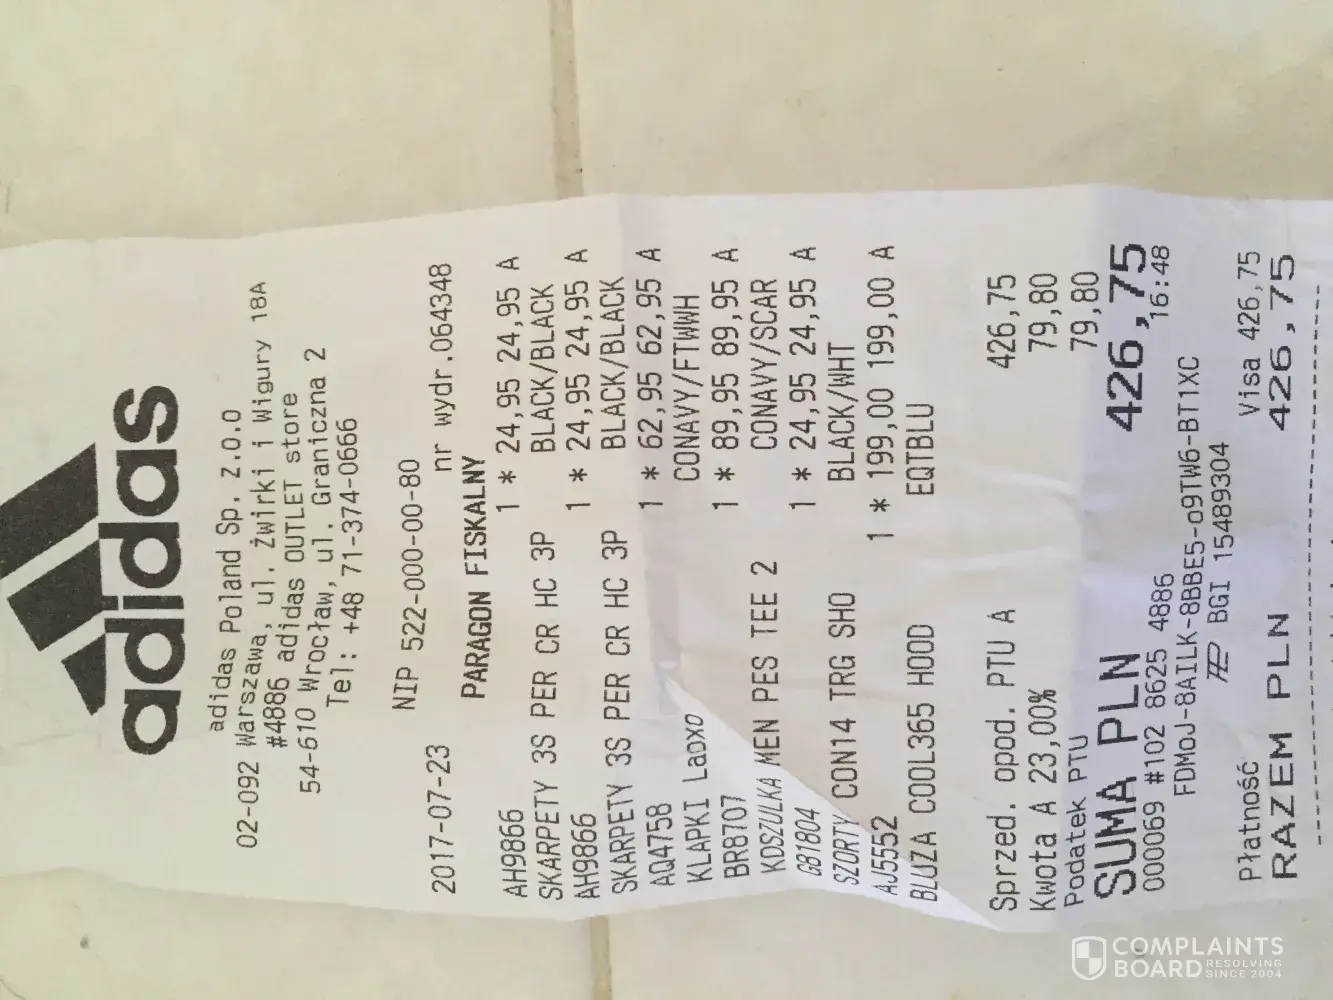 adidas
adidas Poland Sp. z.o.o
02-092 Warszawa, ul. Żwirki i Wigury 18A
#4886 adidas OUTLET store
54-610 Wrocław, ul. Graniczna 2
Tel: +48 71-374-0666
NIP 522-000-00-80
2017-07-23 nr wydr.064348
PARAGON FISKALNY
AH9866 1 * 24,95 24,95 A
SKARPETY 3S PER CR HC 3P BLACK/BLACK
AH9866 1 * 24,95 24,95 A
SKARPETY 3S PER CR HC 3P BLACK/BLACK
AQ4758 1 * 62,95 62,95 A
KLAPKI Laoxo CONAVY/FTWWH
BR8707 1 * 89,95 89,95 A
KOSZULKA MEN PES TEE 2 CONAVY/SCAR
G81804 1 * 24,95 24,95 A
SZORTY CON14 TRG SHO BLACK/WHT
AJ5552 1 * 199,00 199,00 A
BLUZA COOL365 HOOD EQTBLU
Sprzed. opod. PTU A 426,75
Kwota A 23,00% 79,80
Podatek PTU 79,80
SUMA PLN 426,75
000069 #102 8625 4886 16:48
FDMoJ-8AILK-8BBE5-o9TW6-BT1XC
BGI 15489304
Płatność Visa 426,75
RAZEM PLN 426,75
COMPLAINTS
BOARD RESOLVING
SINCE 2004